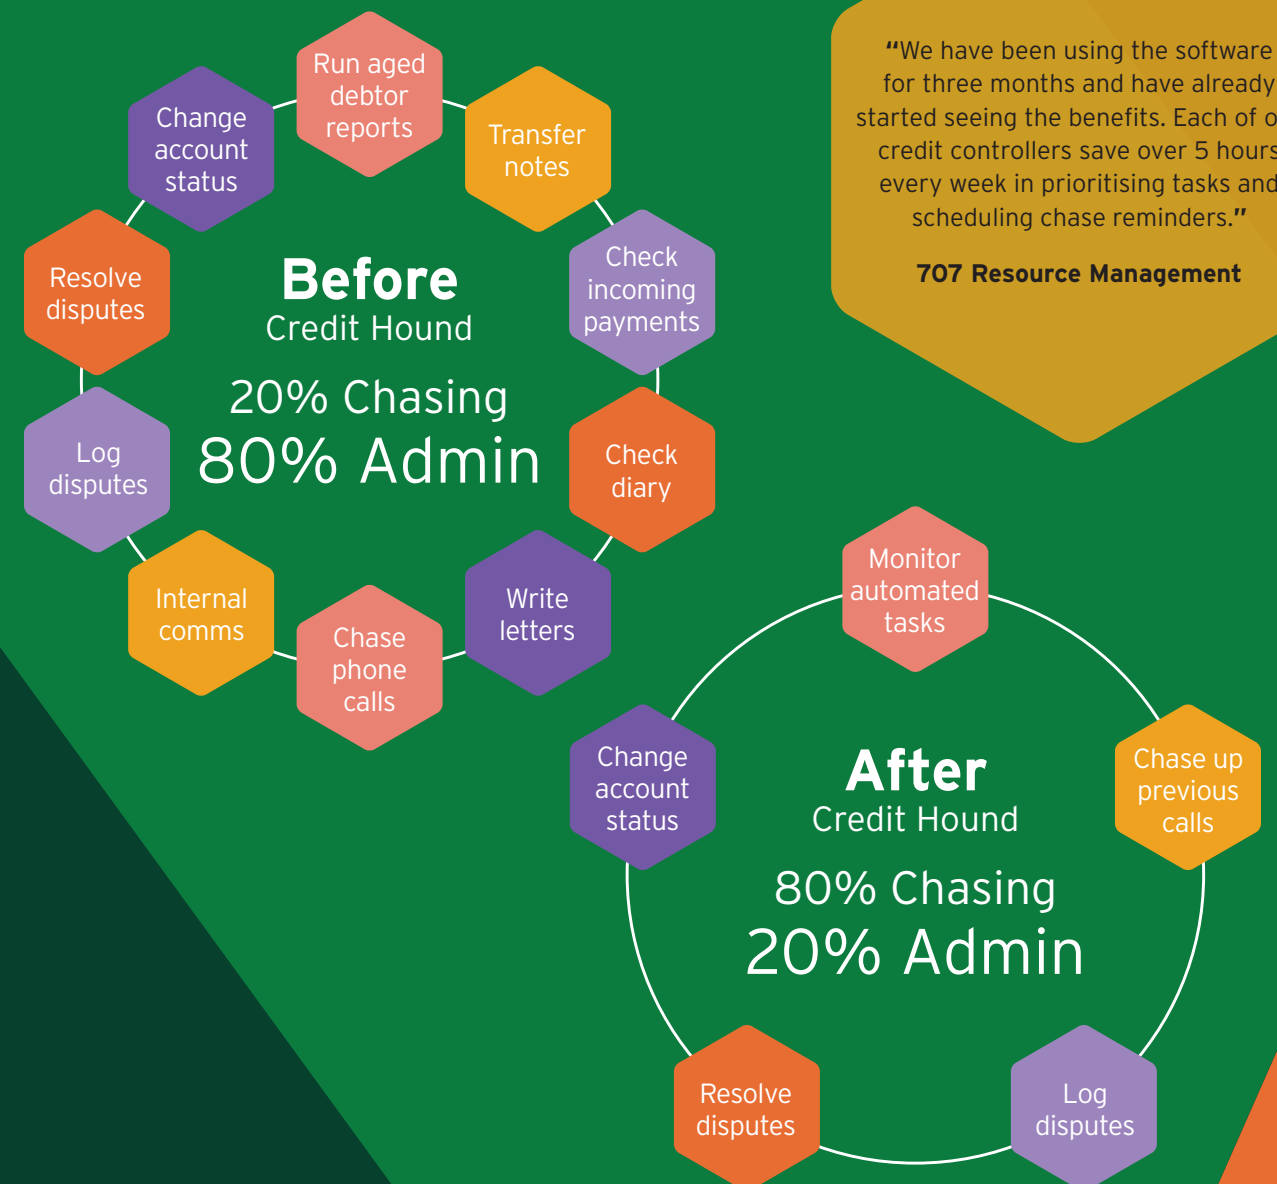 Run aged
debtor
reports
Transfer
notes
Check
incoming
payments
Check
diary
Write
letters
Chase
phone
calls
Internal
comms
Log
disputes
Resolve
disputes
Change
account
status
Before
Credit Hound
20% Chasing
80% Admin
“We have been using the software
for three months and have already
started seeing the benefits. Each of
credit controllers save over 5 hours
every week in prioritising tasks and
scheduling chase reminders.”
707 Resource Management
Monitor
automated
tasks
Chase up
previous
calls
Log
disputes
Resolve
disputes
Change
account
status
After
Credit Hound
80% Chasing
20% Admin